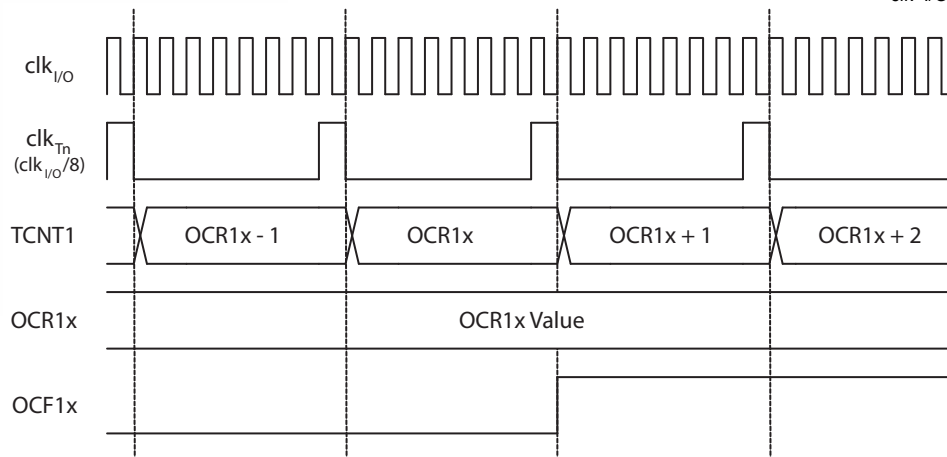 clkI/O
clkTn
(clkI/O/8)
TCNT1 OCR1x - 1 OCR1x OCR1x + 1 OCR1x + 2
OCR1x OCR1x Value
OCF1x